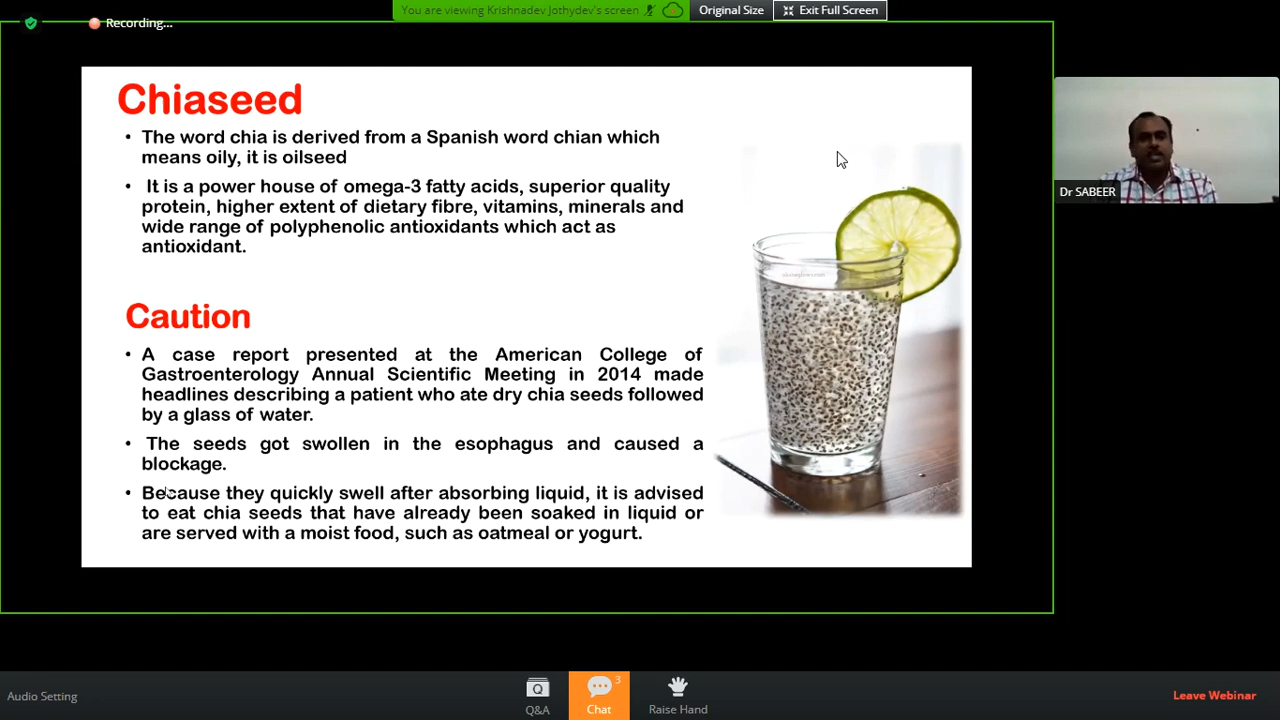 You are viewing Krishnadev Jothydev's screen
Original Size
Exit Full Screen
Recording...
Chiaseed
• The word chia is derived from a Spanish word chian which
means oily, it is oilseed
• It is a power house of omega-3 fatty acids, superior quality
protein, higher extent of dietary fibre, vitamins, minerals and
wide range of polyphenolic antioxidants which act as
antioxidant.
Caution
• A case report presented at the American College of
Gastroenterology Annual Scientific Meeting in 2014 made
headlines describing a patient who ate dry chia seeds followed
by a glass of water.
• The seeds got swollen in the esophagus and caused a
blockage.
• Because they quickly swell after absorbing liquid, it is advised
to eat chia seeds that have already been soaked in liquid or
are served with a moist food, such as oatmeal or yogurt.
Dr SABEER
Audio Setting
Q
Q&A
3
Chat
Raise Hand
Leave Webinar